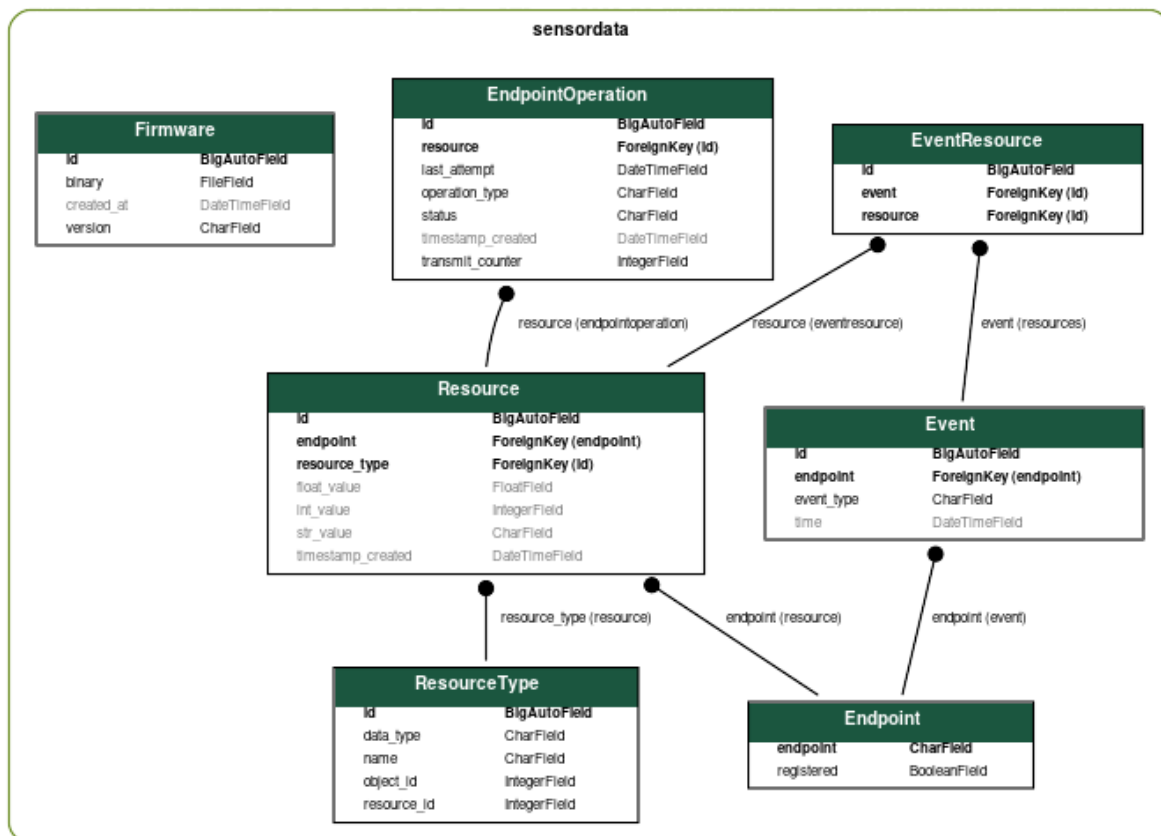 sensordata
Firmware
id BigAutoField
binary FileField
created_at DateTimeField
version CharField
EndpointOperation
id BigAutoField
resource ForeignKey (id)
last_attempt DateTimeField
operation_type CharField
status CharField
timestamp_created DateTimeField
transmit_counter IntegerField
EventResource
id BigAutoField
event ForeignKey (id)
resource ForeignKey (id)
resource (endpointoperation)
resource (eventresource)
event (resources)
Resource
id BigAutoField
endpoint ForeignKey (endpoint)
resource_type ForeignKey (id)
float_value FloatField
int_value IntegerField
str_value CharField
timestamp_created DateTimeField
Event
id BigAutoField
endpoint ForeignKey (endpoint)
event_type CharField
time DateTimeField
resource_type (resource)
endpoint (resource)
endpoint (event)
ResourceType
id BigAutoField
data_type CharField
name CharField
object_id IntegerField
resource_id IntegerField
Endpoint
endpoint CharField
registered BooleanField